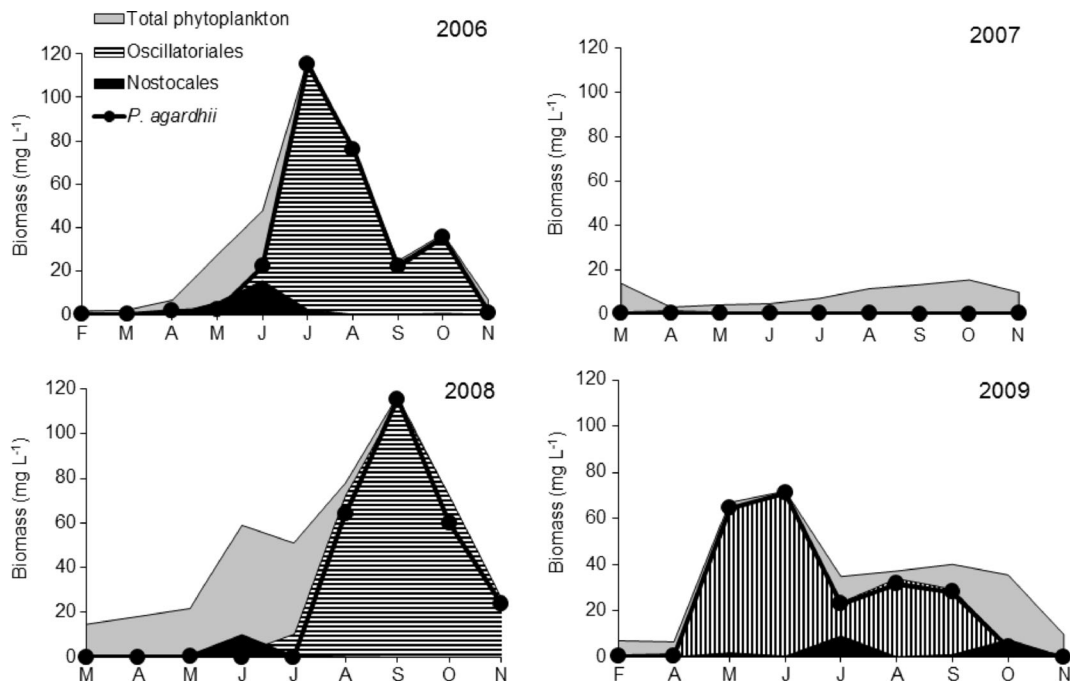 Total phytoplankton
Oscillatoriales
Nostocales
P. agardhii
2006
Biomass (mg L-1)
120
100
80
60
40
20
0
F M A M J J A S O N
2007
Biomass (mg L-1)
120
100
80
60
40
20
0
M A M J J A S O N
2008
Biomass (mg L-1)
120
100
80
60
40
20
0
M A M J J A S O N
2009
Biomass (mg L-1)
120
100
80
60
40
20
0
F A M J J A S O N